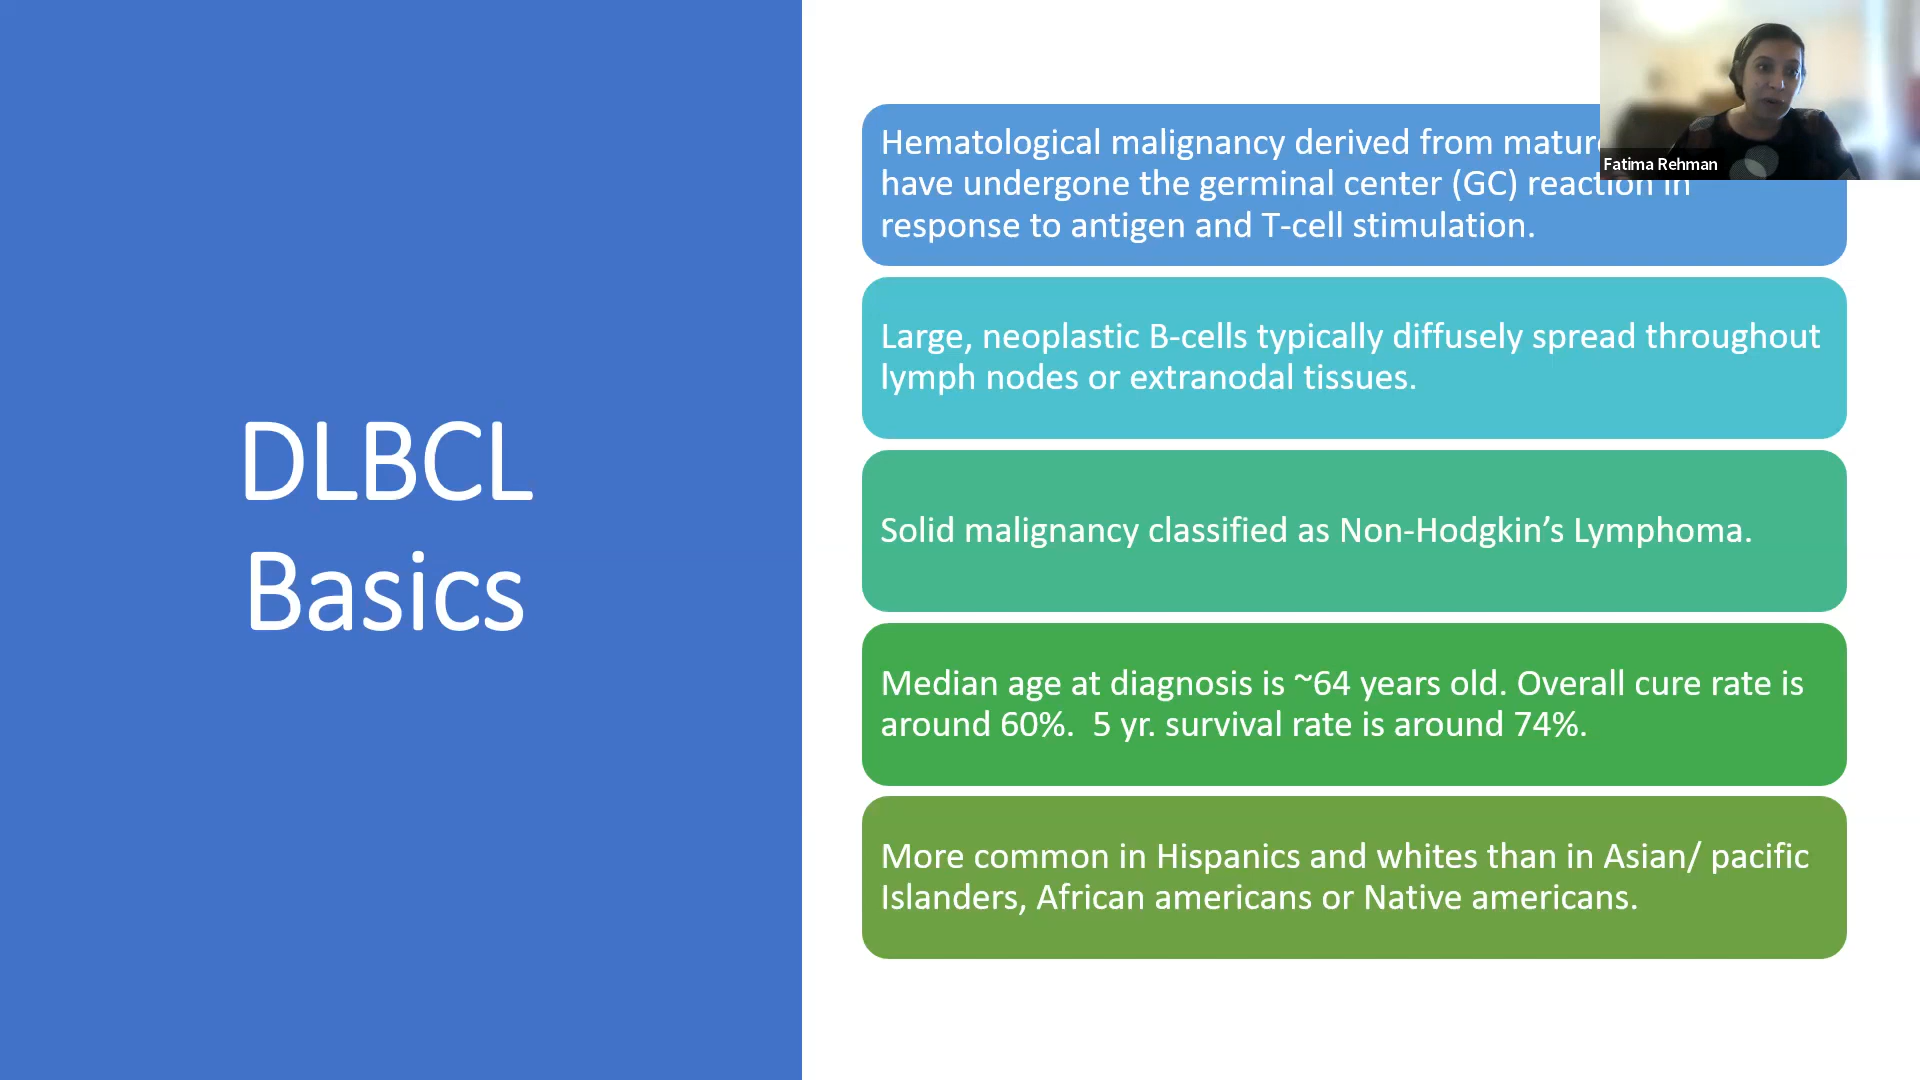 DLBCL
Basics
Hematological malignancy derived from mature
have undergone the germinal center (GC) reaction in
response to antigen and T-cell stimulation.
Large, neoplastic B-cells typically diffusely spread throughout
lymph nodes or extranodal tissues.
Solid malignancy classified as Non-Hodgkin’s Lymphoma.
Median age at diagnosis is ~64 years old. Overall cure rate is
around 60%.  5 yr. survival rate is around 74%.
More common in Hispanics and whites than in Asian/ pacific
Islanders, African americans or Native americans.
Fatima Rehman